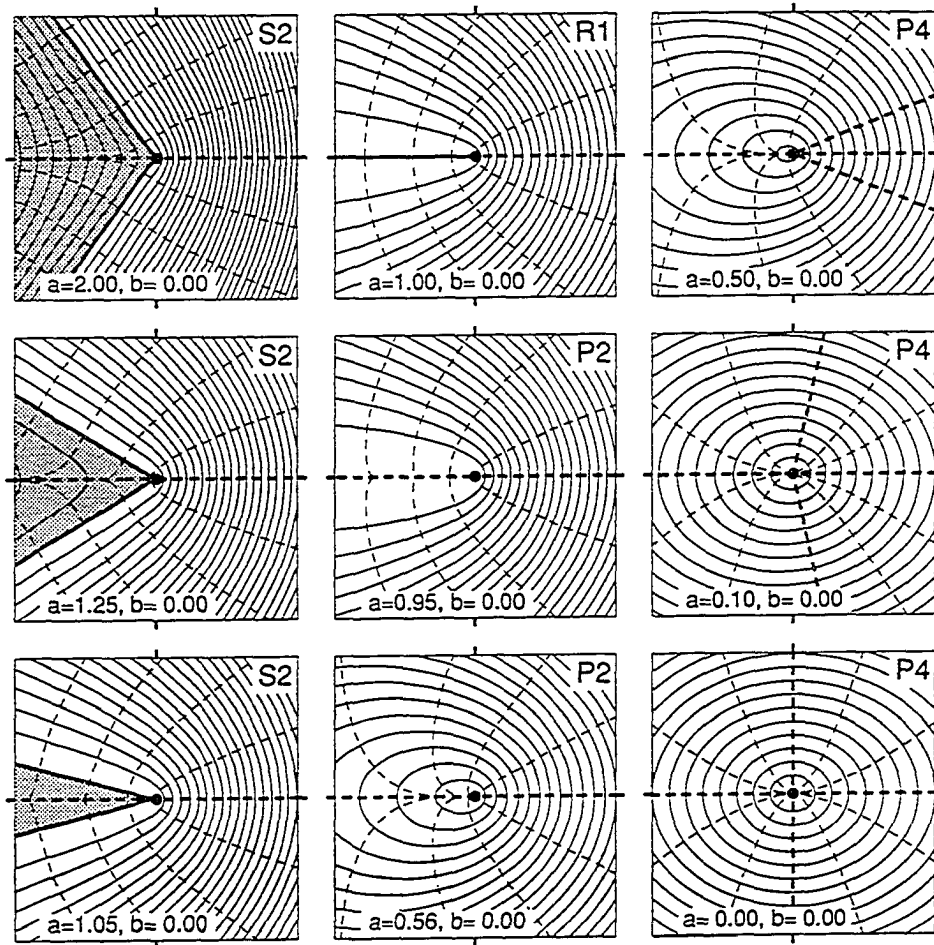 S2
R1
P4
a=2.00, b= 0.00
a=1.00, b= 0.00
a=0.50, b= 0.00
S2
P2
P4
a=1.25, b= 0.00
a=0.95, b= 0.00
a=0.10, b= 0.00
S2
P2
P4
a=1.05, b= 0.00
a=0.56, b= 0.00
a= 0.00, b= 0.00